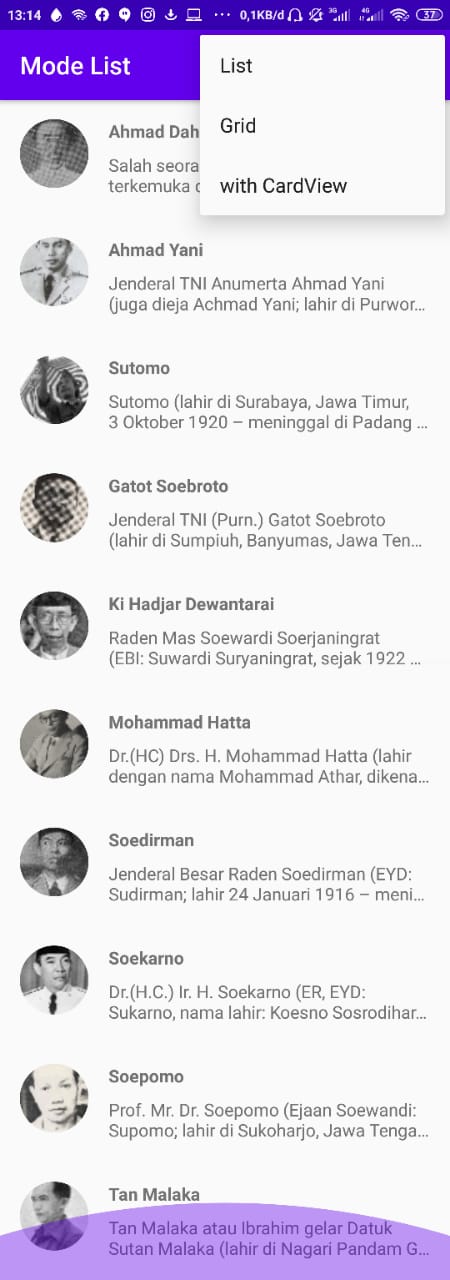 13:14 ... 0,1KB/d 3G 4G 37
Mode List
List
Grid
with CardView
Ahmad Dah
Salah seora
terkemuka
Ahmad Yani
Jenderal TNI Anumerta Ahmad Yani
(juga dieja Achmad Yani; lahir di Purwor...
Sutomo
Sutomo (lahir di Surabaya, Jawa Timur,
3 Oktober 1920 – meninggal di Padang ...
Gatot Soebroto
Jenderal TNI (Purn.) Gatot Soebroto
(lahir di Sumpiuh, Banyumas, Jawa Ten...
Ki Hadjar Dewantarai
Raden Mas Soewardi Soerjaningrat
(EBI: Suwardi Suryaningrat, sejak 1922 ...
Mohammad Hatta
Dr.(HC) Drs. H. Mohammad Hatta (lahir
dengan nama Mohammad Athar, dikena...
Soedirman
Jenderal Besar Raden Soedirman (EYD:
Sudirman; lahir 24 Januari 1916 – meni...
Soekarno
Dr.(H.C.) Ir. H. Soekarno (ER, EYD:
Sukarno, nama lahir: Koesno Sosrodihar...
Soepomo
Prof. Mr. Dr. Soepomo (Ejaan Soewandi:
Supomo; lahir di Sukoharjo, Jawa Tenga...
Tan Malaka
Tan Malaka atau Ibrahim gelar Datuk
Sutan Malaka (lahir di Nagari Pandam G...